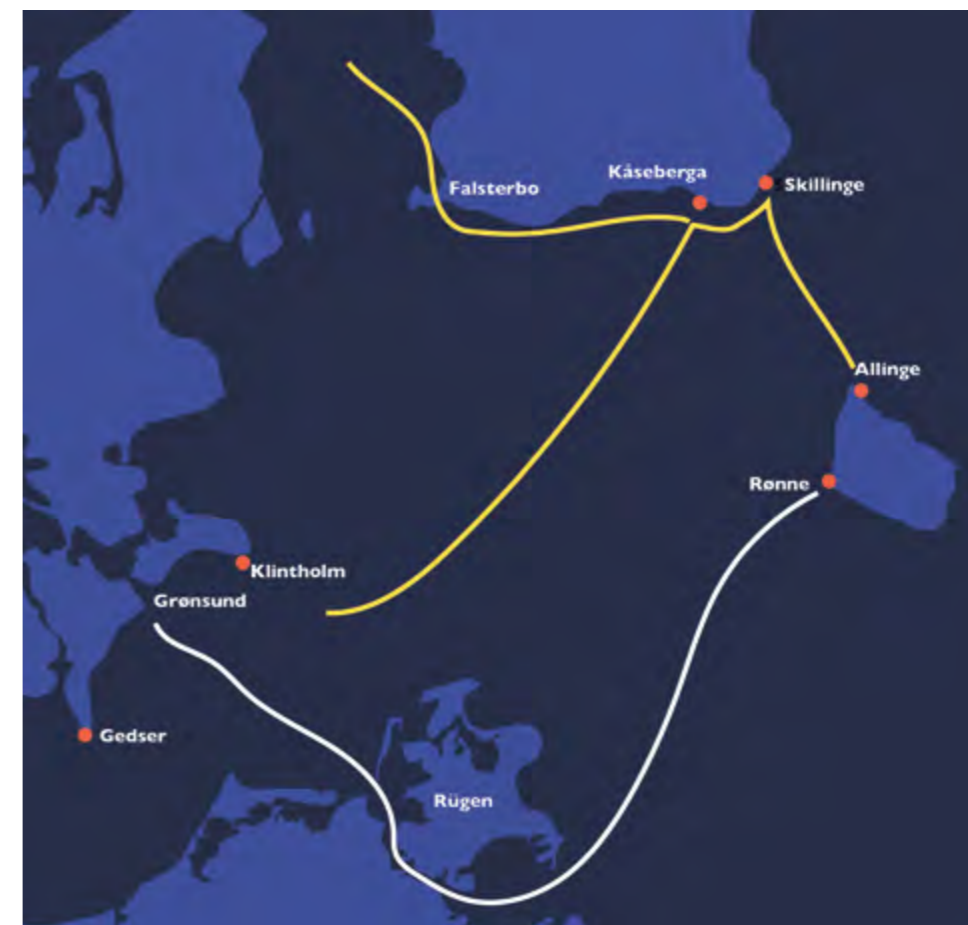 Kåseberga
Skillinge
Falsterbo
Allinge
Rønne
Klintholm
Grønsund
Gedser
Rügen